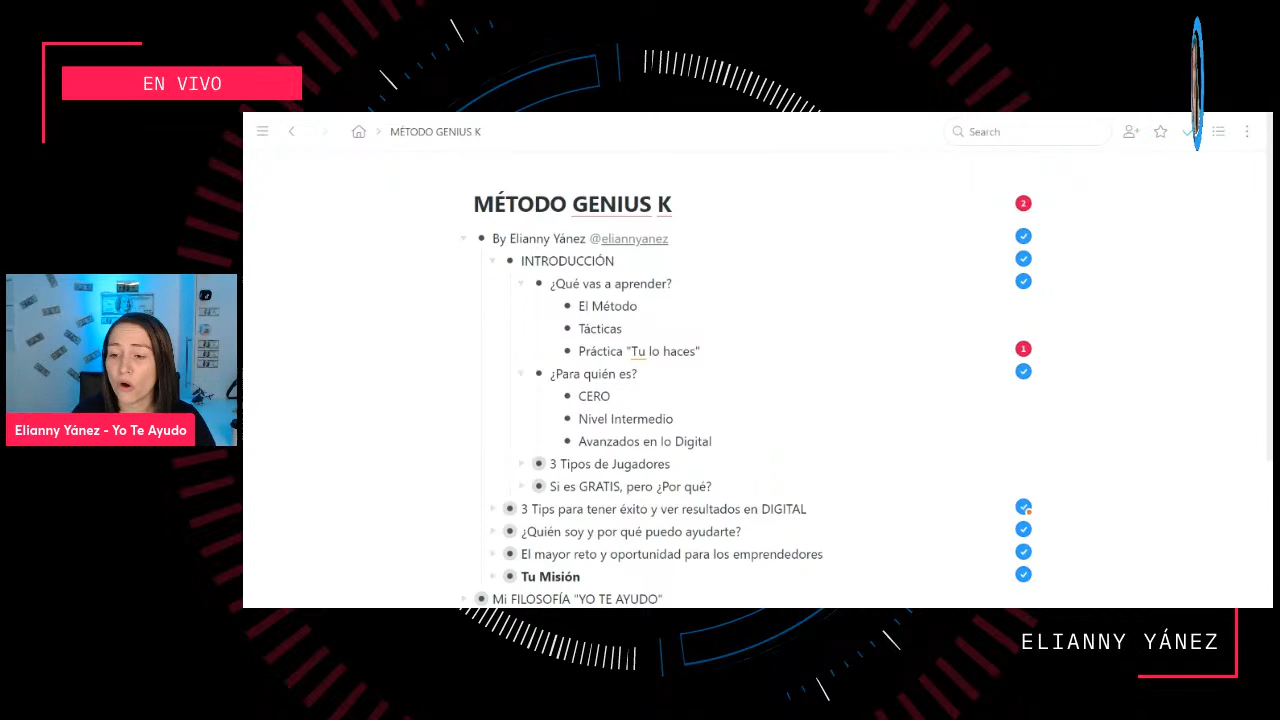 EN VIVO
MÉTODO GENIUS K
Search
MÉTODO GENIUS K
2
By Elianny Yánez @eliannyanez
INTRODUCCIÓN
¿Qué vas a aprender?
El Método
Tácticas
Práctica "Tu lo haces"
1
¿Para quién es?
CERO
Nivel Intermedio
Avanzados en lo Digital
3 Tipos de Jugadores
Si es GRATIS, pero ¿Por qué?
3 Tips para tener éxito y ver resultados en DIGITAL
¿Quién soy y por qué puedo ayudarte?
El mayor reto y oportunidad para los emprendedores
Tu Misión
Mi FILOSOFÍA "YO TE AYUDO"
Elianny Yánez - Yo Te Ayudo
ELIANNY YÁNEZ